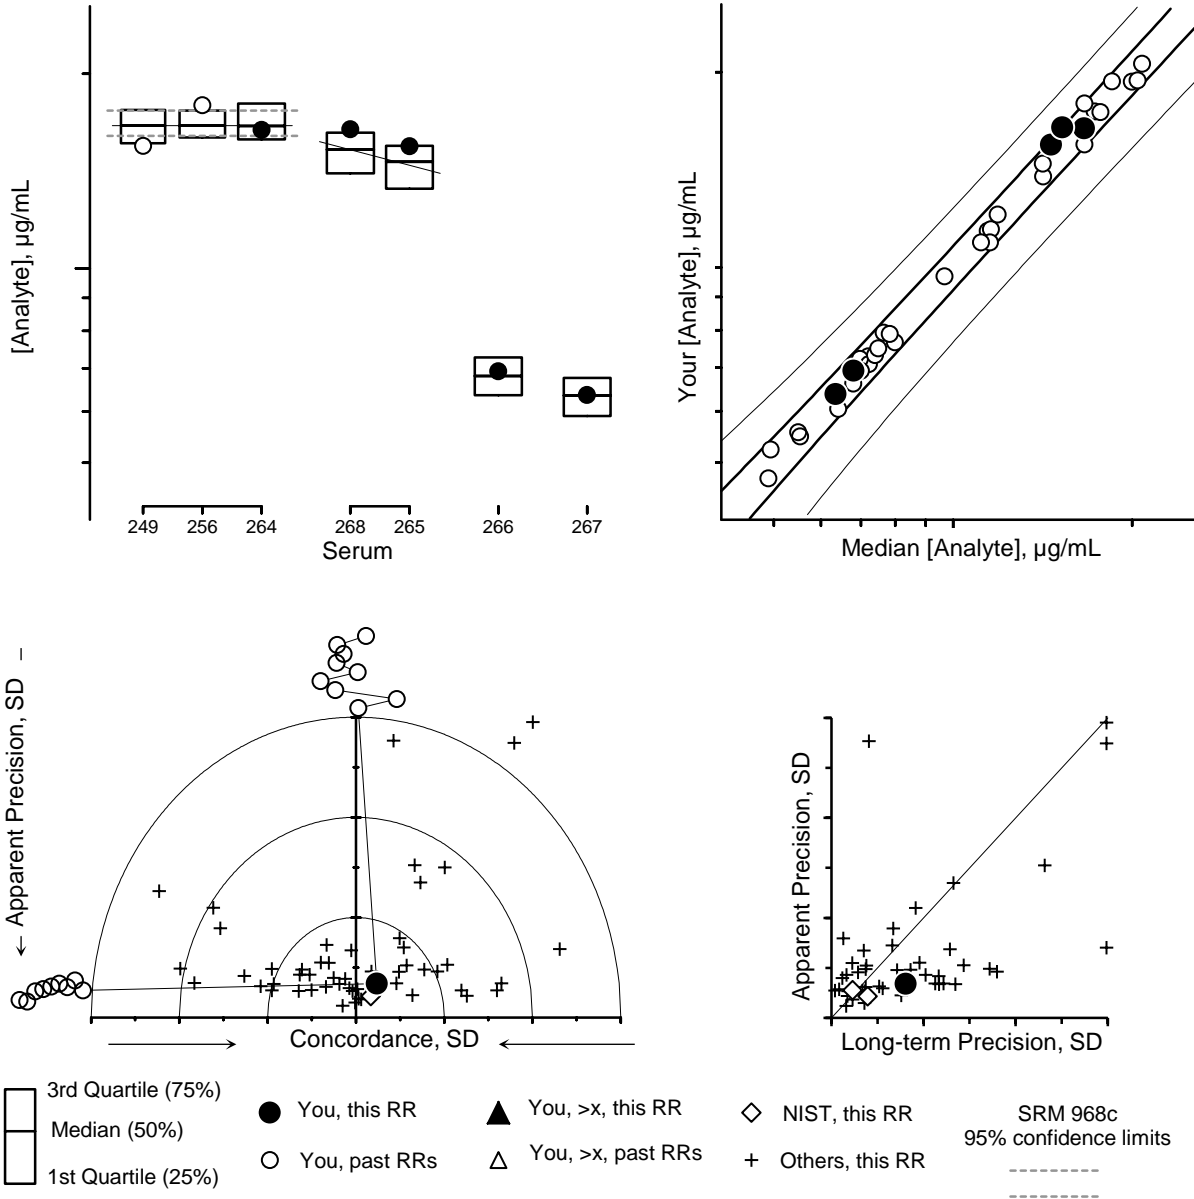 [Analyte], µg/mL
249 256 264 268 265 266 267
Serum
Your [Analyte], µg/mL
Median [Analyte], µg/mL
← Apparent Precision, SD –
Concordance, SD
Apparent Precision, SD
Long-term Precision, SD
3rd Quartile (75%)
Median (50%)
1st Quartile (25%)
You, this RR
You, past RRs
You, >x, this RR
You, >x, past RRs
NIST, this RR
Others, this RR
SRM 968c
95% confidence limits